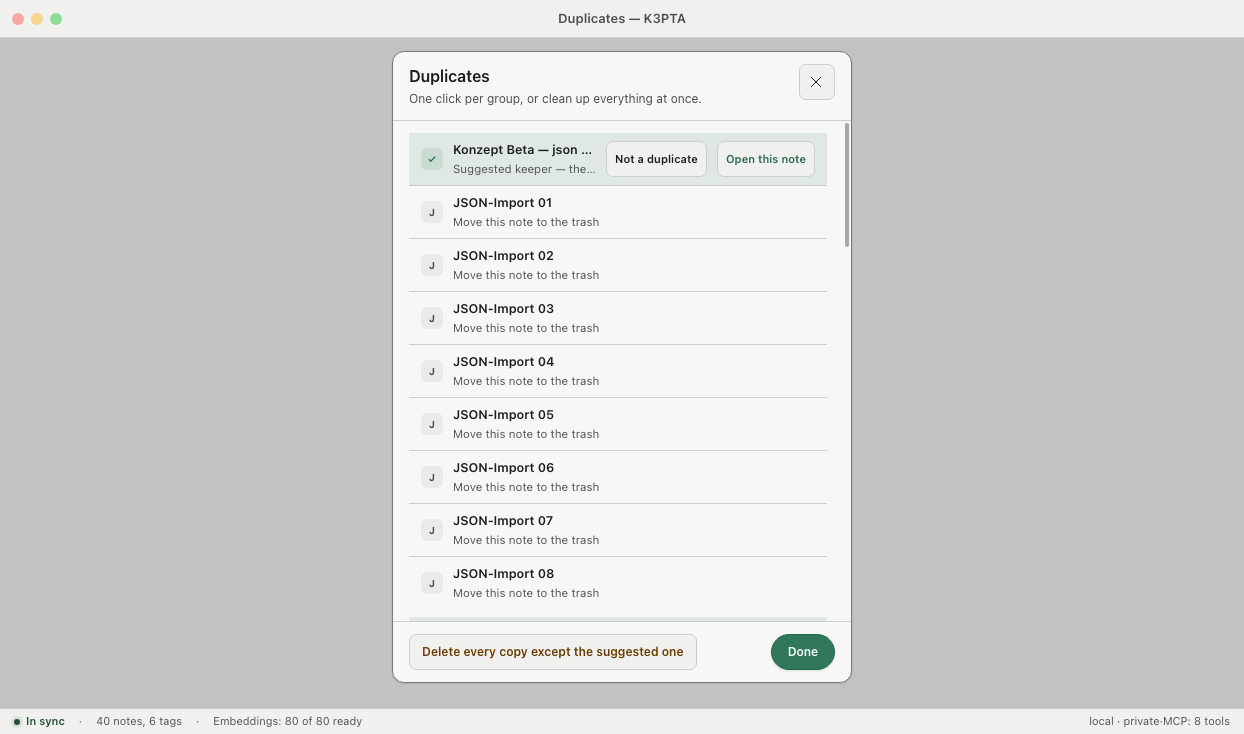 Duplicates — K3PTA
Duplicates
One click per group, or clean up everything at once.
Konzept Beta — json ...
Suggested keeper — the...
Not a duplicate
Open this note
J
JSON-Import 01
Move this note to the trash
J
JSON-Import 02
Move this note to the trash
J
JSON-Import 03
Move this note to the trash
J
JSON-Import 04
Move this note to the trash
J
JSON-Import 05
Move this note to the trash
J
JSON-Import 06
Move this note to the trash
J
JSON-Import 07
Move this note to the trash
J
JSON-Import 08
Move this note to the trash
Delete every copy except the suggested one
Done
In sync · 40 notes, 6 tags · Embeddings: 80 of 80 ready
local · private·MCP: 8 tools